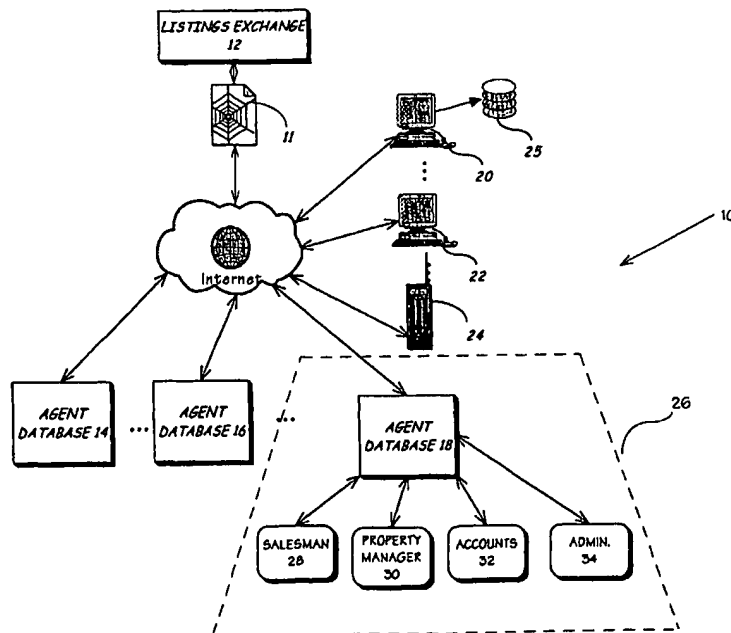 LISTINGS EXCHANGE
12
11
25
20
10
22
Internet
24
AGENT
DATABASE 14
...
AGENT
DATABASE 16
AGENT
DATABASE 18
26
SALESMAN
28
PROPERTY
MANAGER
30
ACCOUNTS
32
ADMIN.
34